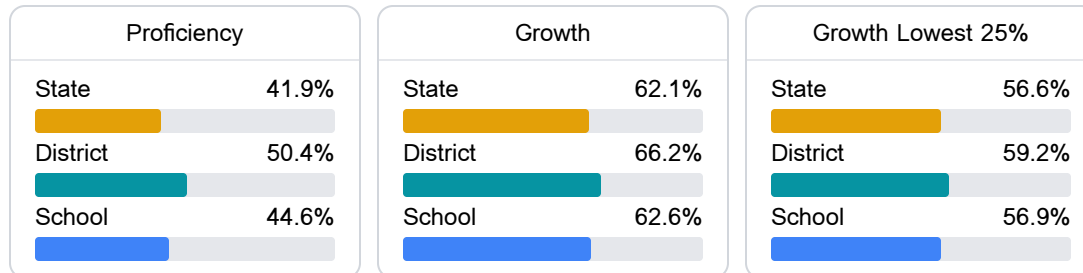 Proficiency
State 41.9%
District 50.4%
School 44.6%
Growth
State 62.1%
District 66.2%
School 62.6%
Growth Lowest 25%
State 56.6%
District 59.2%
School 56.9%